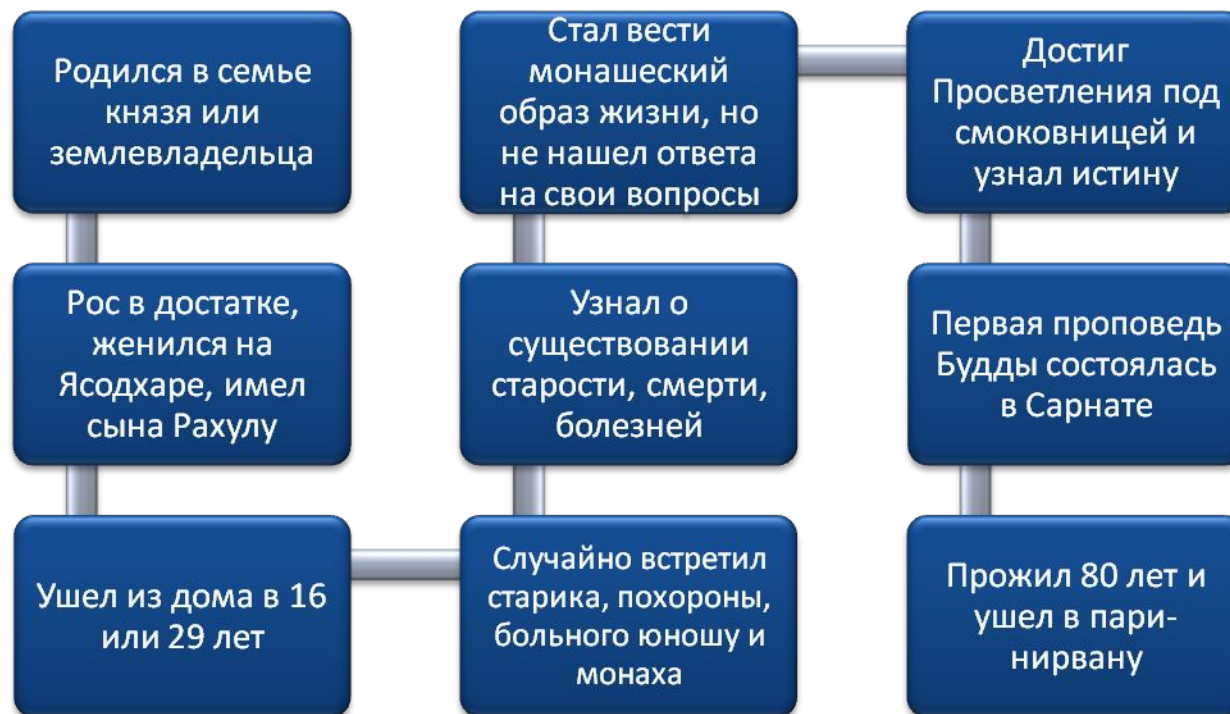 Родился в семье
князя или
землевладельца
Рос в достатке,
женился на
Ясодхаре, имел
сына Рахулу
Ушел из дома в 16
или 29 лет
Случайно встретил
старика, похороны,
больного юношу и
монаха
Узнал о
существовании
старости, смерти,
болезней
Стал вести
монашеский
образ жизни, но
не нашел ответа
на свои вопросы
Достиг
Просветления под
смоковницей и
узнал истину
Первая проповедь
Будды состоялась
в Сарнате
Прожил 80 лет и
ушел в пари-
нирвану